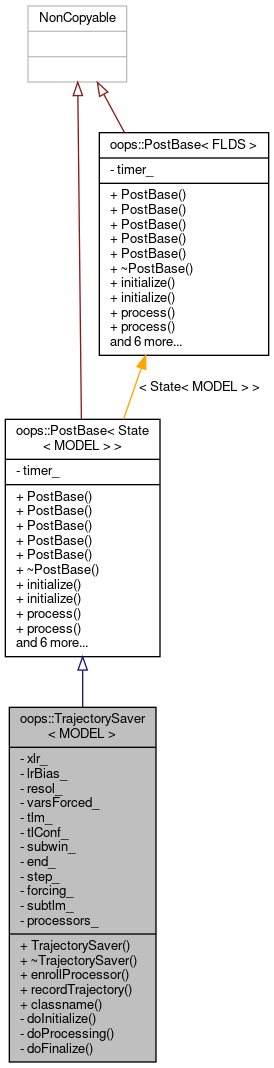 NonCopyable
oops::PostBase< FLDS >
- timer_
+ PostBase()
+ PostBase()
+ PostBase()
+ PostBase()
+ PostBase()
+ ~PostBase()
+ initialize()
+ initialize()
+ process()
+ process()
and 6 more...
< State< MODEL > >
oops::PostBase< State
< MODEL > >
- timer_
+ PostBase()
+ PostBase()
+ PostBase()
+ PostBase()
+ PostBase()
+ ~PostBase()
+ initialize()
+ initialize()
+ process()
+ process()
and 6 more...
oops::TrajectorySaver
< MODEL >
- xlr_
- lrBias_
- resol_
- varsForced_
- tlm_
- tlConf_
- subwin_
- end_
- step_
- forcing_
- subtlm_
- processors_
+ TrajectorySaver()
+ ~TrajectorySaver()
+ enrollProcessor()
+ recordTrajectory()
+ classname()
- doInitialize()
- doProcessing()
- doFinalize()